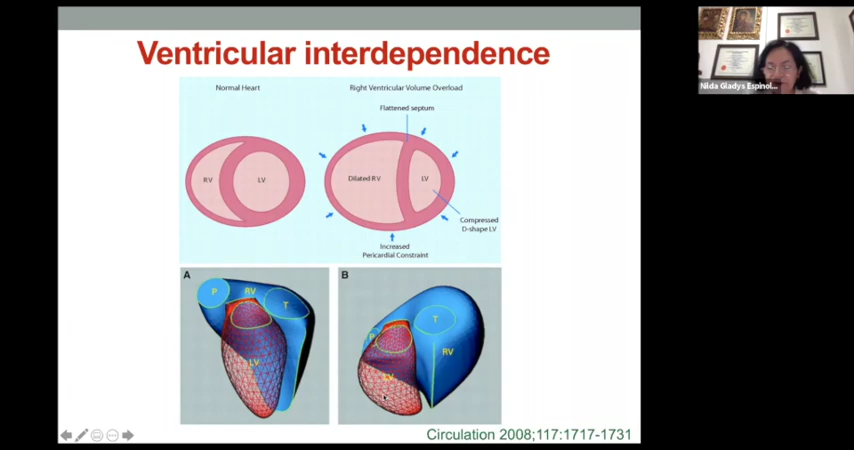 Ventricular interdependence
Normal Heart
Right Ventricular Volume Overload
Flattened septum
RV
LV
Dilated RV
LV
Compressed
D-shape LV
Increased
Pericardial Constraint
A
P
RV
T
LV
B
P
T
RV
LV
Circulation 2008;117:1717-1731
Nilda Gladys Espinol...